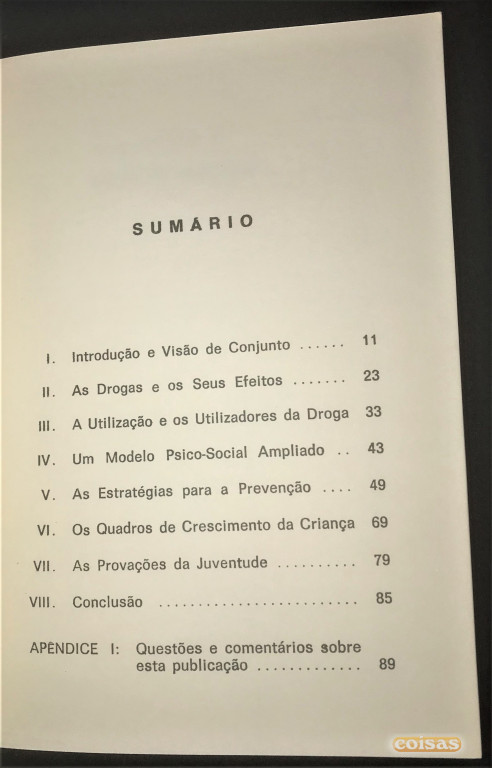 SUMÁRIO
I. Introdução e Visão de Conjunto ...... 11
II. As Drogas e os Seus Efeitos ....... 23
III. A Utilização e os Utilizadores da Droga 33
IV. Um Modelo Psico-Social Ampliado .. 43
V. As Estratégias para a Prevenção .... 49
VI. Os Quadros de Crescimento da Criança 69
VII. As Provações da Juventude .......... 79
VIII. Conclusão ......................... 85
APENDICE I: Questões e comentários sobre
esta publicação ............. 89
coisas